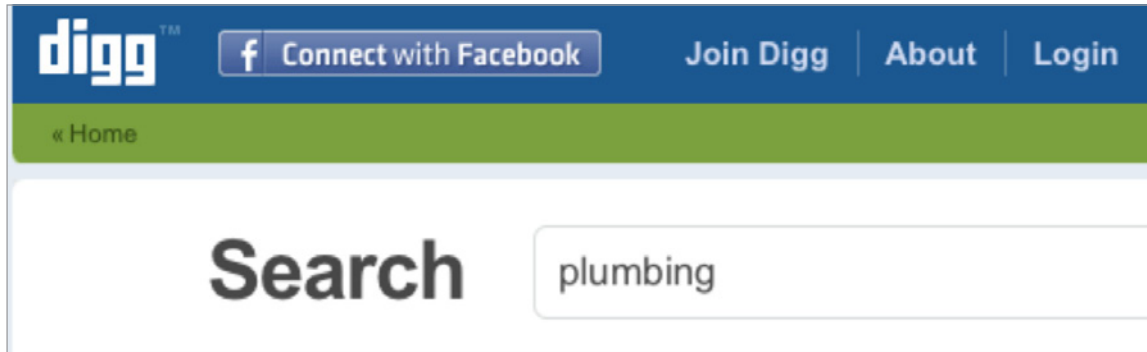 digg™ f Connect with Facebook Join Digg About Login
« Home
Search plumbing